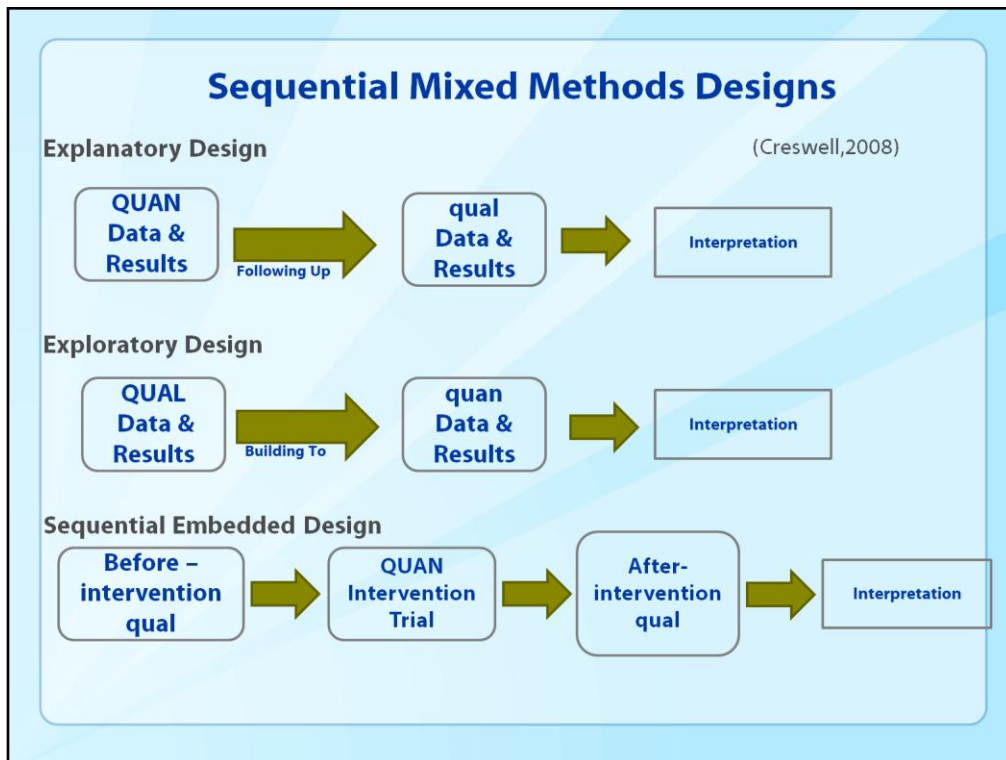 Sequential Mixed Methods Designs
Explanatory Design
(Creswell,2008)
QUAN
Data &
Results
Following Up
qual
Data &
Results
Interpretation
Exploratory Design
QUAL
Data &
Results
Building To
quan
Data &
Results
Interpretation
Sequential Embedded Design
Before –
intervention
qual
QUAN
Intervention
Trial
After-
intervention
qual
Interpretation